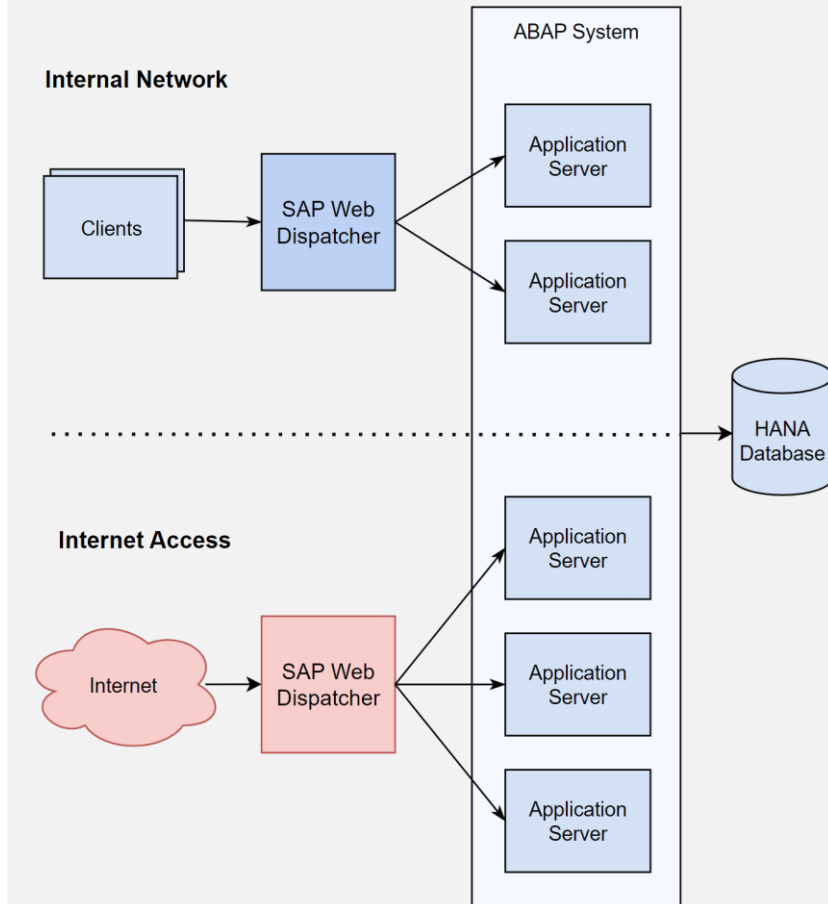 ABAP System
Internal Network
Clients
SAP Web
Dispatcher
Application
Server
Application
Server
HANA
Database
Internet Access
Internet
SAP Web
Dispatcher
Application
Server
Application
Server
Application
Server